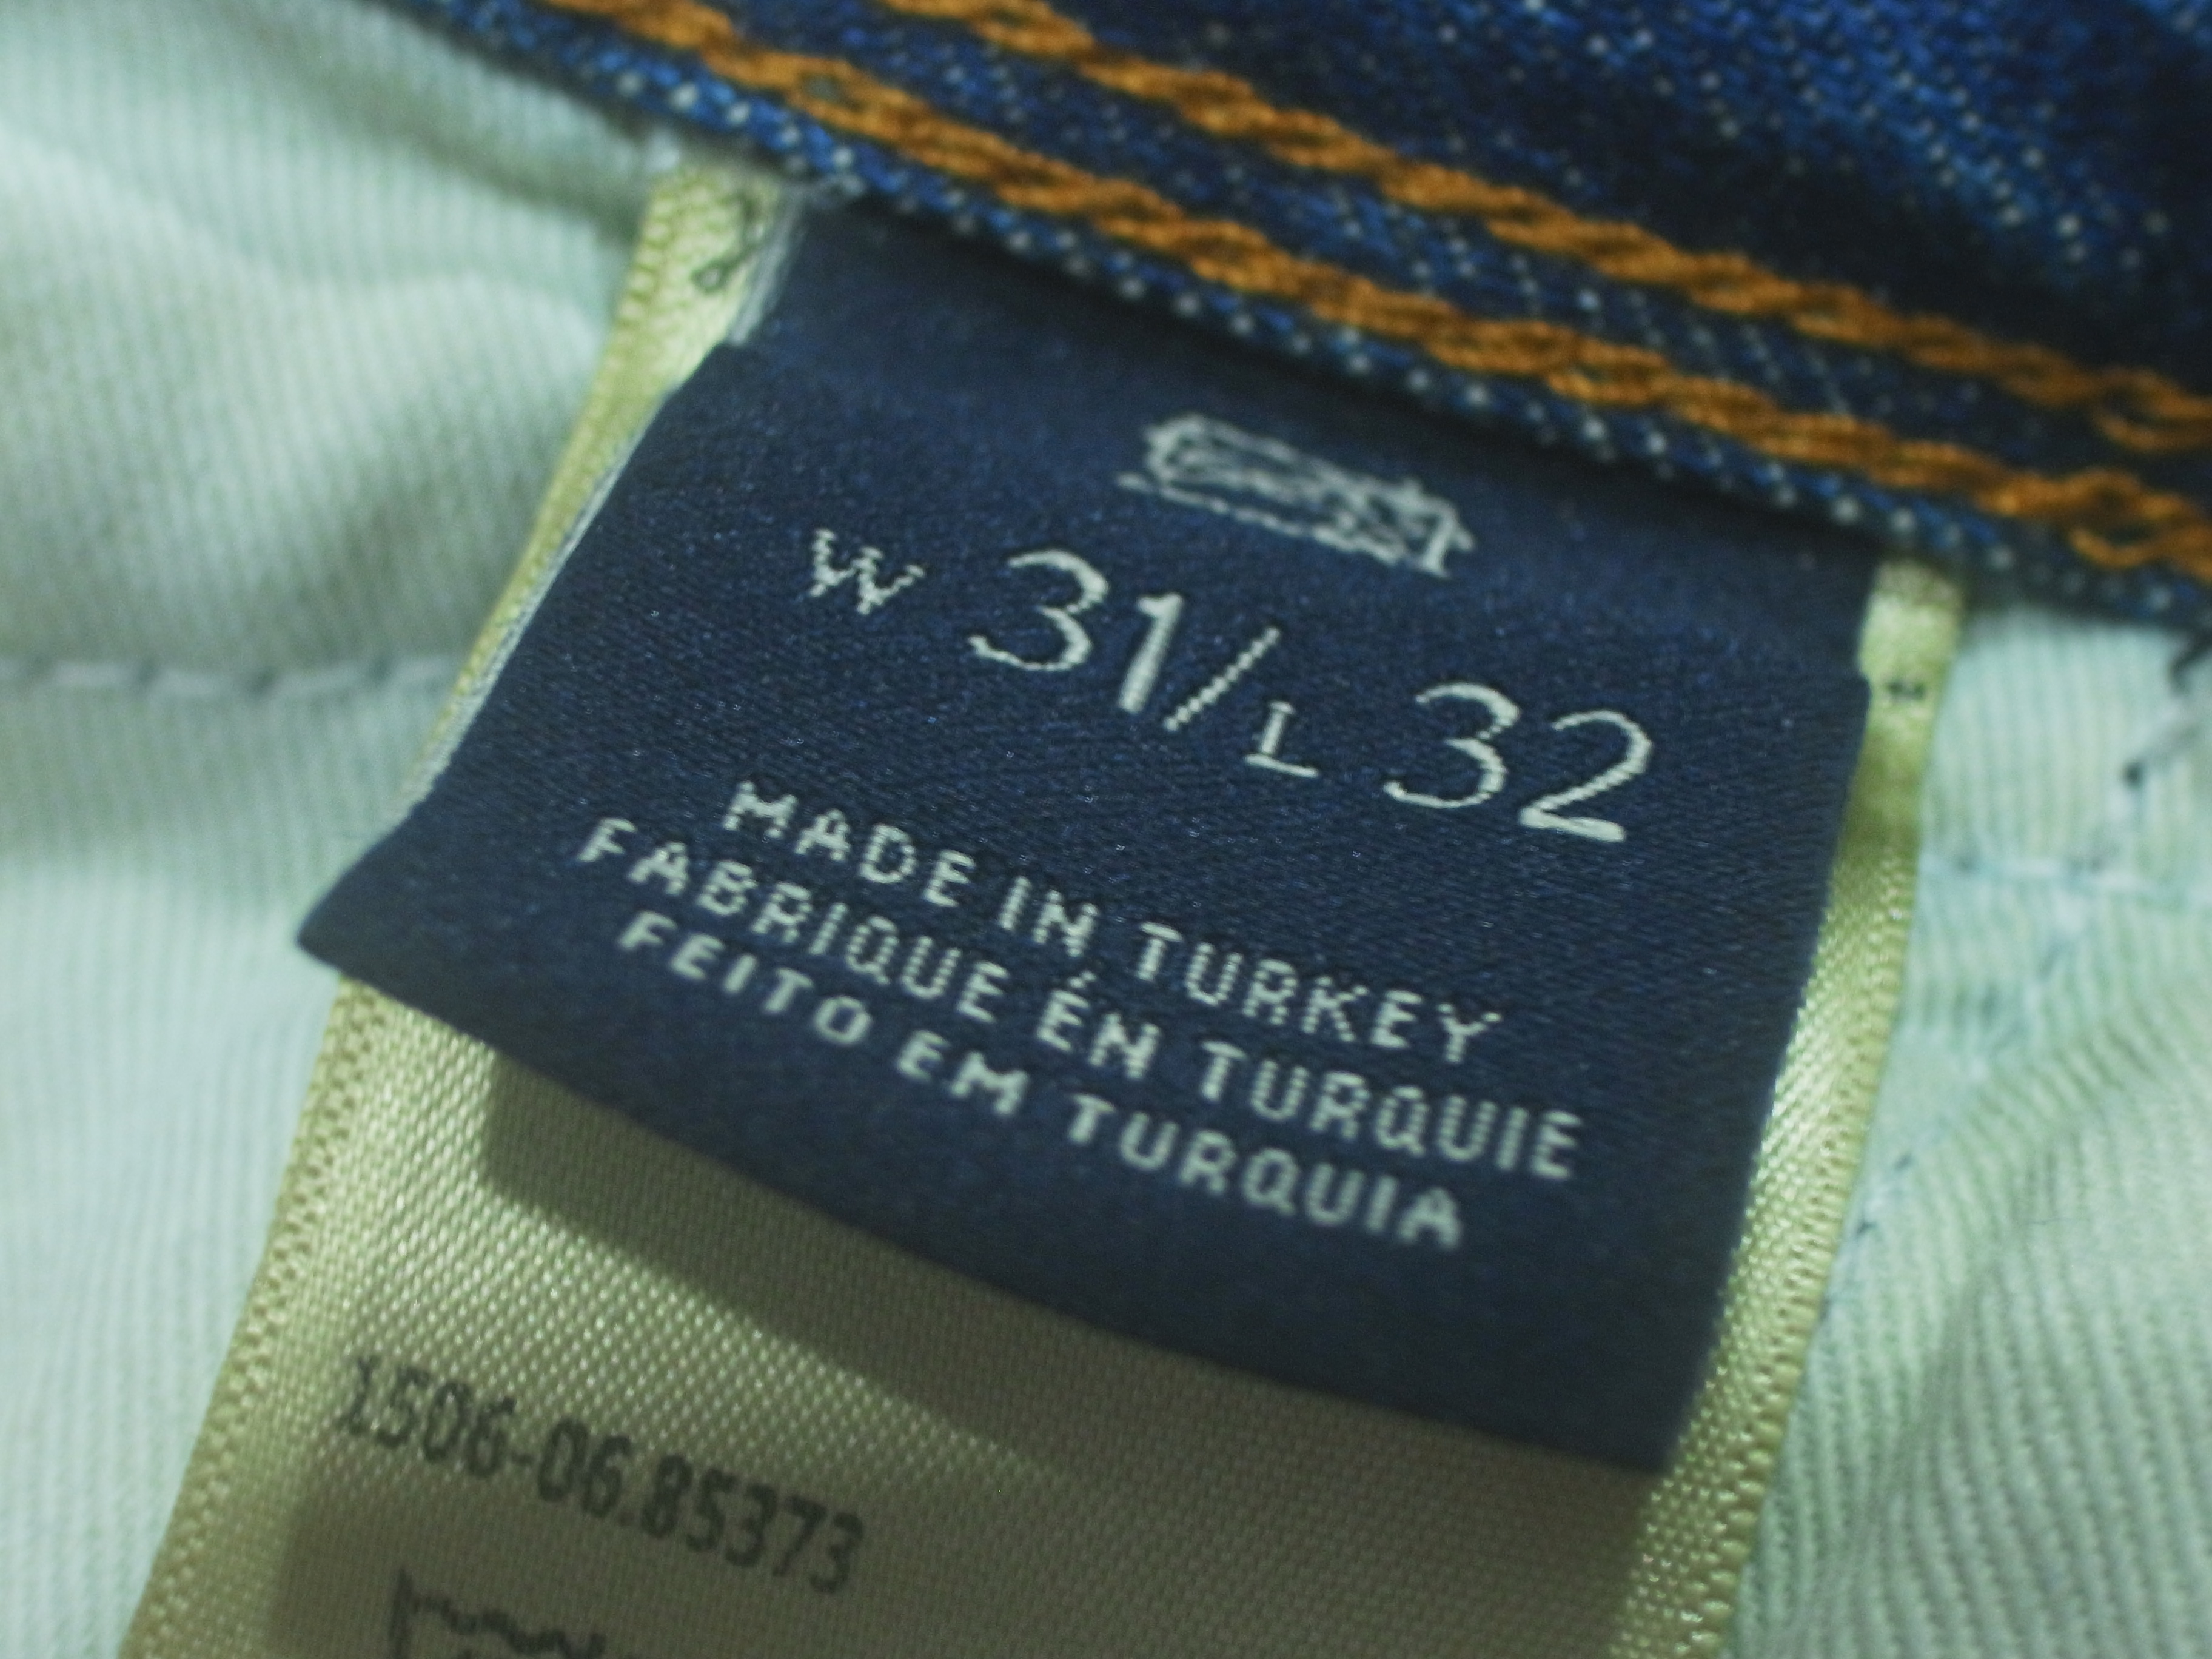 W 31/L 32
MADE IN TURKEY
FABRIQUE ÉN TURQUIE
FEITO EM TURQUIA
1506-06.85373